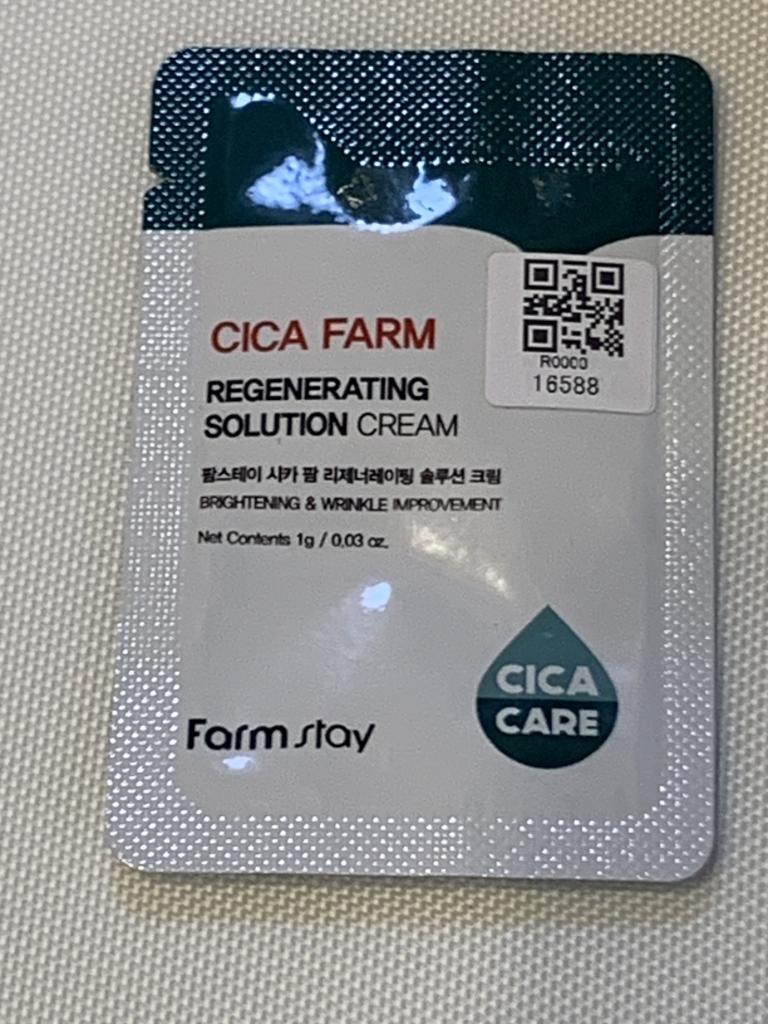 CICA FARM
REGENERATING
SOLUTION CREAM
팜스테이 시카 팜 리제너레이팅 솔루션 크림
BRIGHTENING & WRINKLE IMPROVEMENT
Net Contents 1g / 0.03 oz.
R0000
16588
CICA
CARE
Farm stay